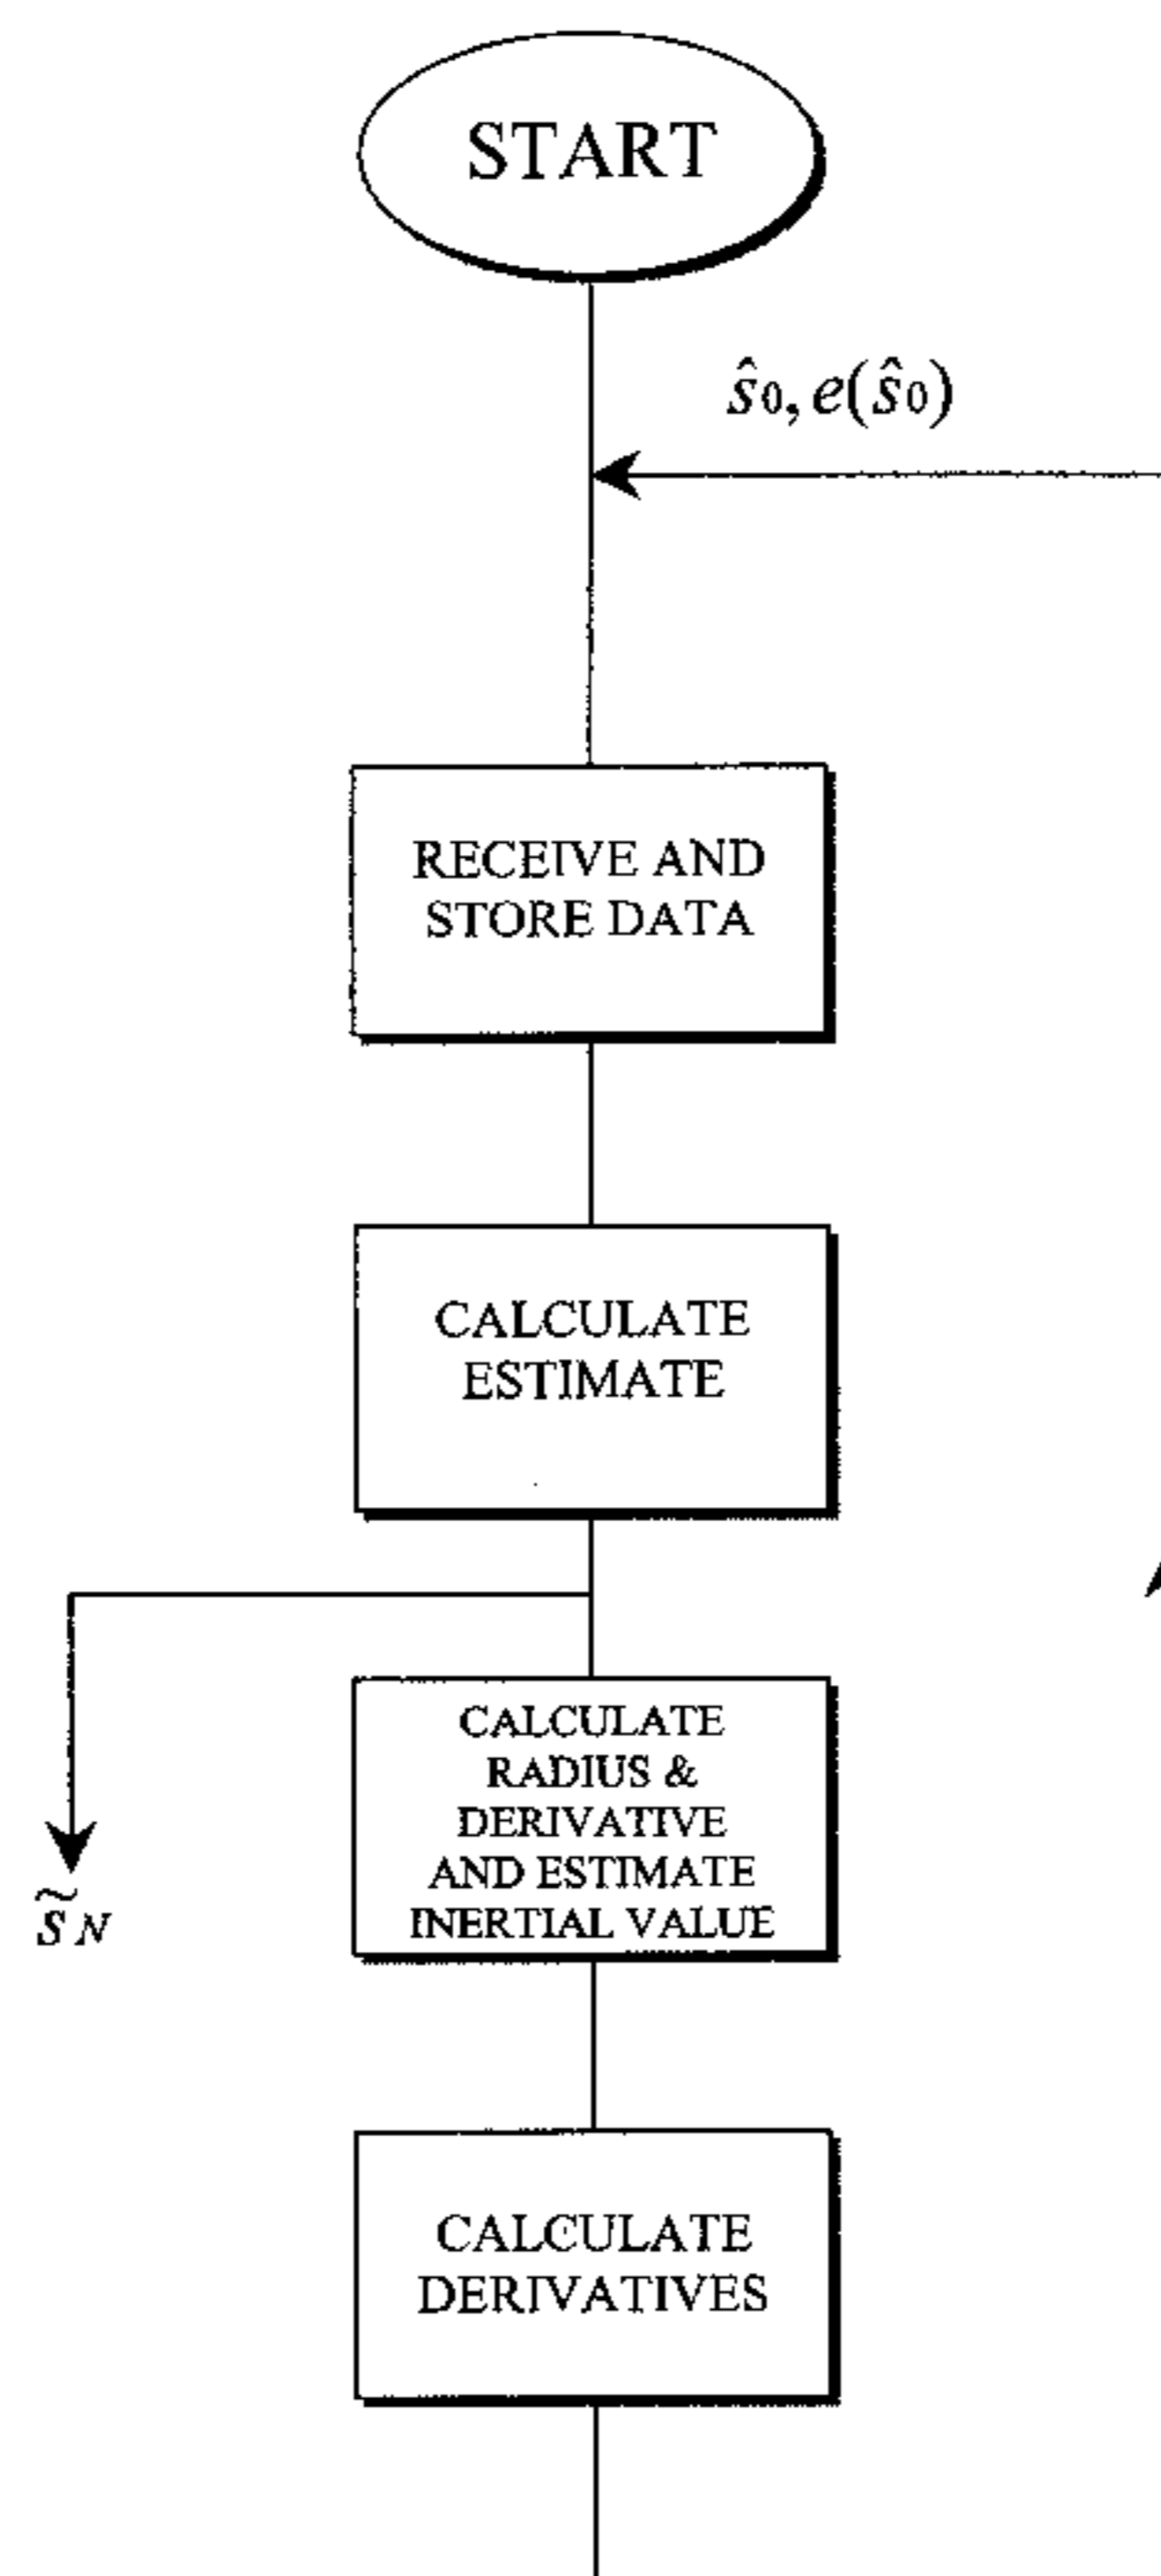 START
ŝ0, e(ŝ0)
RECEIVE AND
STORE DATA
CALCULATE
ESTIMATE
CALCULATE
RADIUS &
DERIVATIVE
AND ESTIMATE
INERTIAL VALUE
s̃N
CALCULATE
DERIVATIVES